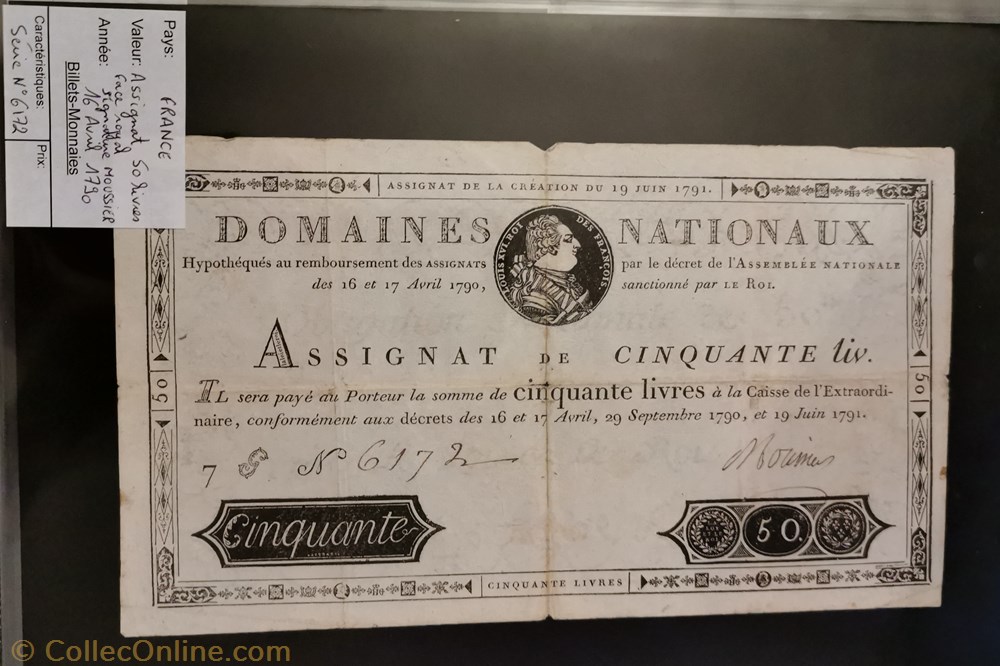 Pays: FRANCE
Valeur: Assignat 50 livres
face royal
signature MOUSSIER
Année: 16 Avril 1790
Billets-Monnaies
Caractéristiques: Prix:
Série N° 6172
ASSIGNAT DE LA CRÉATION DU 19 JUIN 1791.
DOMAINES NATIONAUX
LOUIS XVI. ROI DES FRANÇOIS
Hypothéqués au remboursement des ASSIGNATS par le décret de l'ASSEMBLÉE NATIONALE
des 16 et 17 Avril 1790, sanctionné par LE ROI.
ASSIGNAT DE CINQUANTE liv.
IL sera payé au Porteur la somme de cinquante livres à la Caisse de l'Extraordi-
naire, conformément aux décrets des 16 et 17 Avril, 29 Septembre 1790, et 19 Juin 1791.
50
50
7 S N° 6172
Cinquante
50.
CINQUANTE LIVRES
© CollecOnline.com